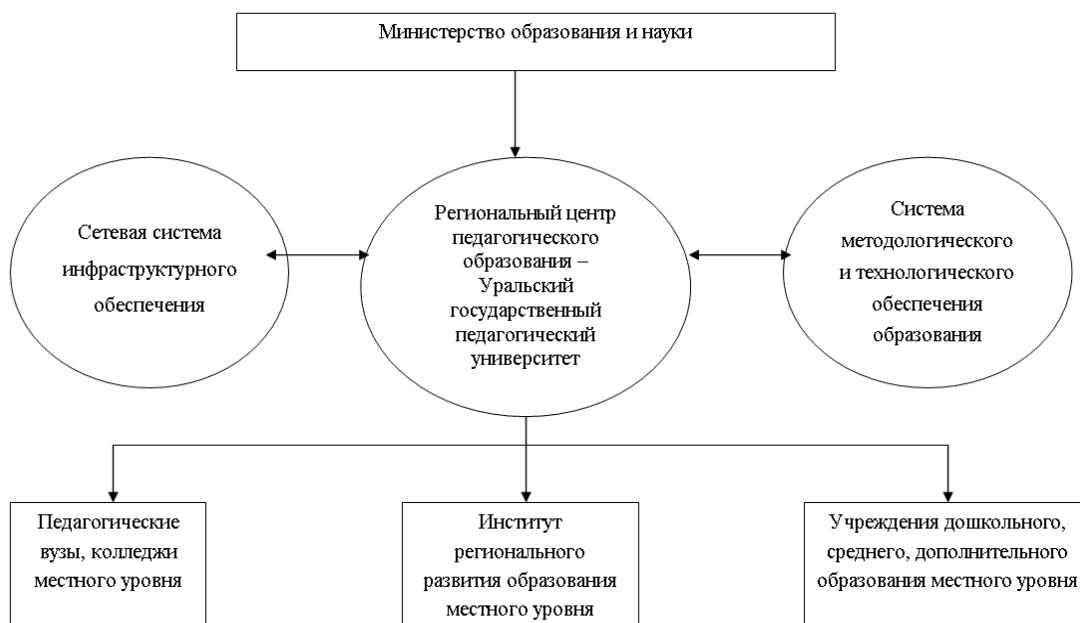 Министерство образования и науки
Сетевая система
инфраструктурного
обеспечения
Региональный центр
педагогического
образования –
Уральский
государственный
педагогический
университет
Система
методологического
и технологического
обеспечения
образования
Педагогические
вузы, колледжи
местного уровня
Институт
регионального
развития образования
местного уровня
Учреждения дошкольного,
среднего, дополнительного
образования местного уровня